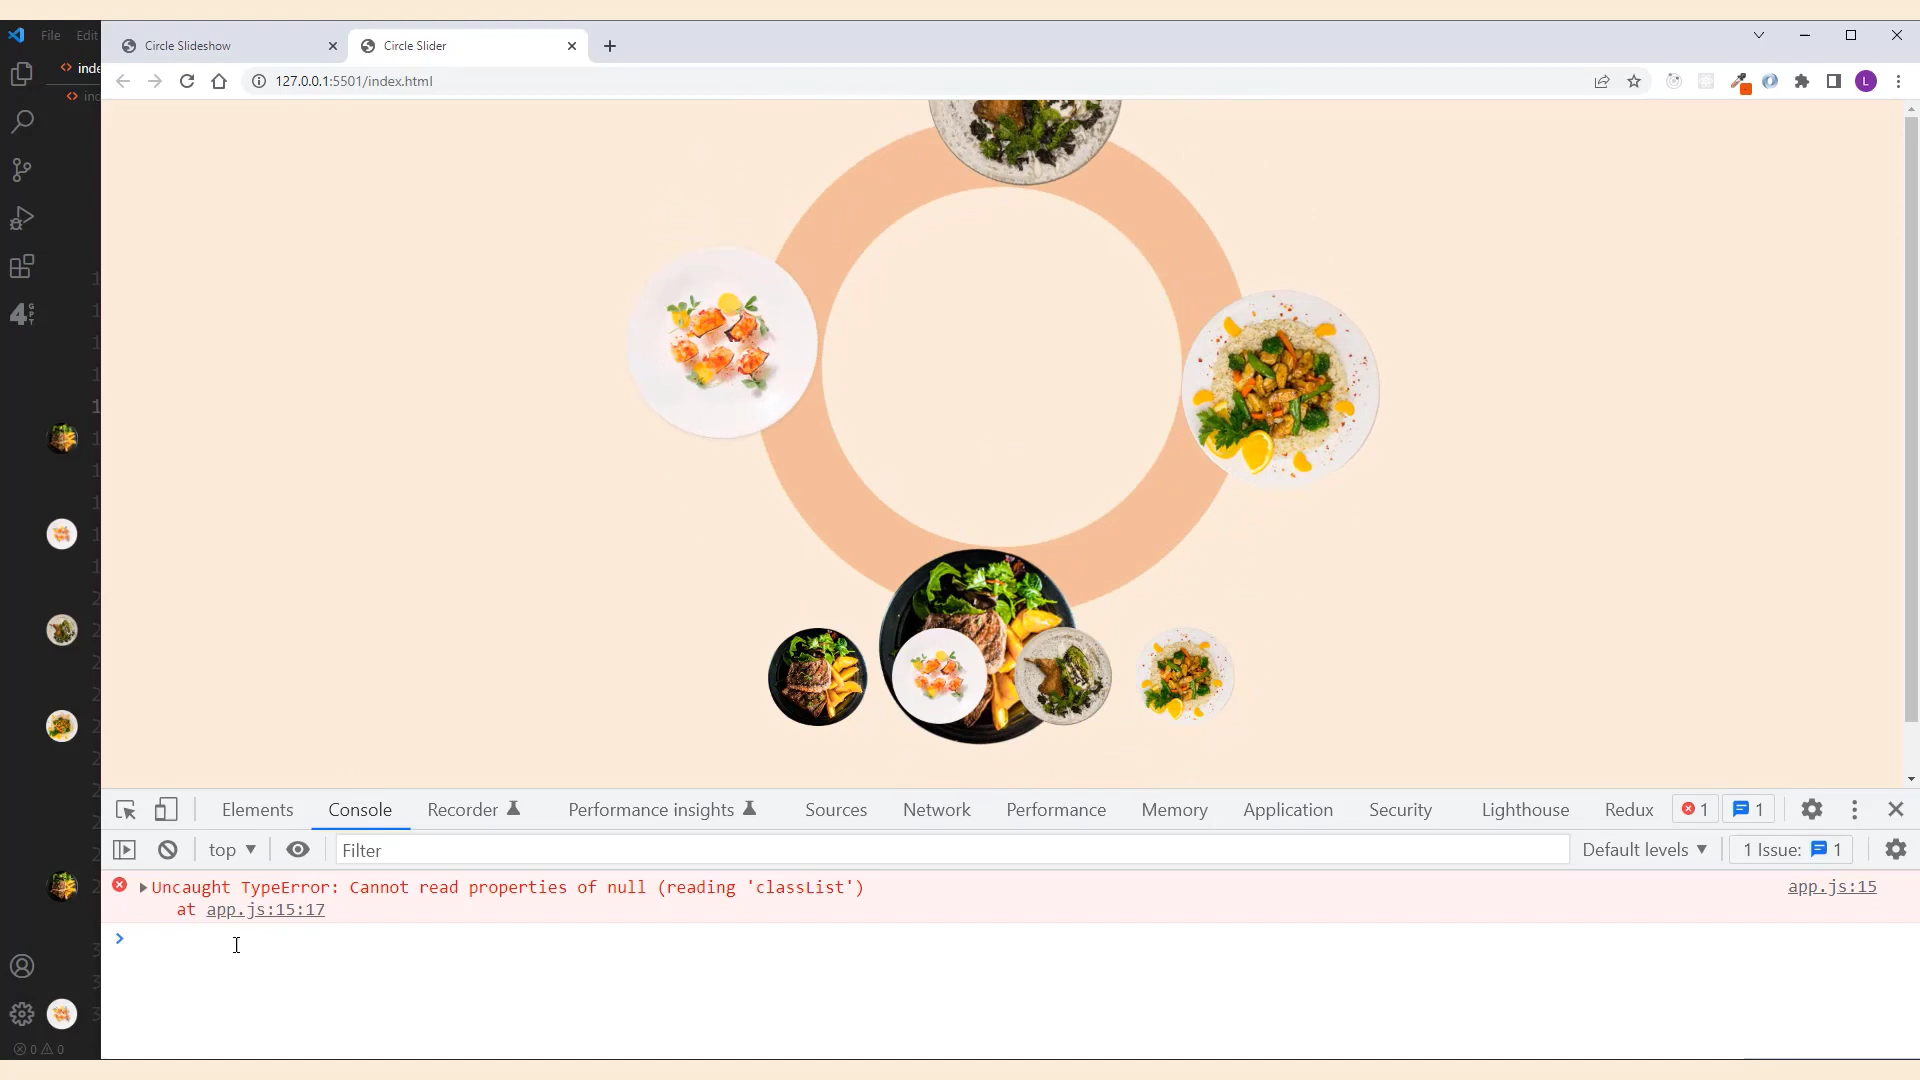 File Edit
Circle Slideshow
Circle Slider
127.0.0.1:5501/index.html
L
Elements
Console
Recorder
Performance insights
Sources
Network
Performance
Memory
Application
Security
Lighthouse
Redux
1
1
top
Filter
Default levels
1 Issue: 1
Uncaught TypeError: Cannot read properties of null (reading 'classList')
app.js:15
at app.js:15:17
0 0